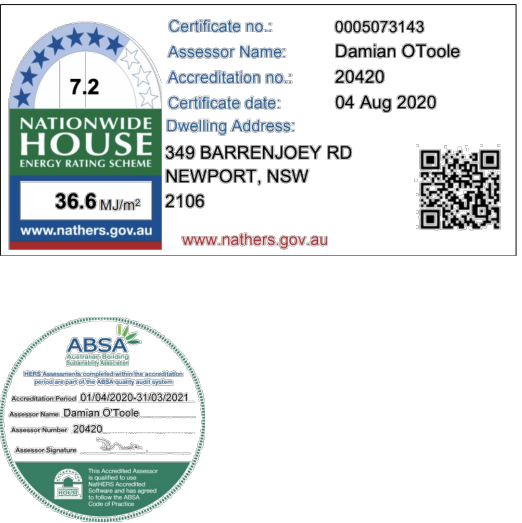 7.2
NATIONWIDE
HOUSE
ENERGY RATING SCHEME
36.6 MJ/m²
www.nathers.gov.au
Certificate no.: 0005073143
Assessor Name: Damian OToole
Accreditation no.: 20420
Certificate date: 04 Aug 2020
Dwelling Address:
349 BARRENJOEY RD
NEWPORT, NSW
2106
www.nathers.gov.au
ABSA
Australian Building
Sustainability Association
HERS Assessments completed within the accreditation
period are part of the ABSA quality audit system
Accreditation Period 01/04/2020-31/03/2021
Assessor Name Damian O'Toole
Assessor Number 20420
Assessor Signature
HOUSE
This Accredited Assessor
is qualified to use
NatHERS Accredited
Software and has agreed
to follow the ABSA
Code of Practice